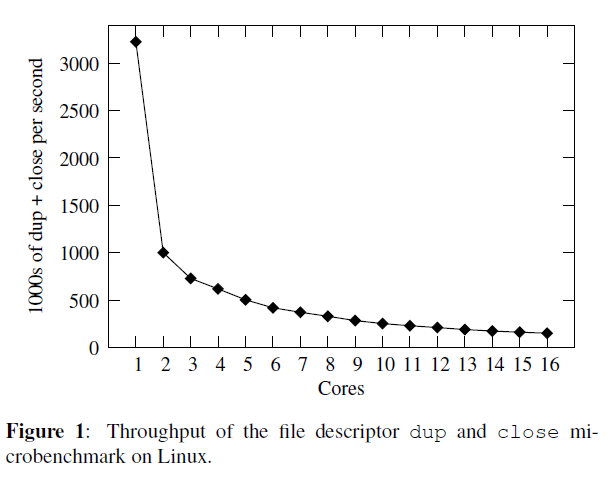 3000
2500
2000
1500
1000
500
0
1000s of dup + close per second
1 2 3 4 5 6 7 8 9 10 11 12 13 14 15 16
Cores
Figure 1: Throughput of the file descriptor dup and close mi-
crobenchmark on Linux.